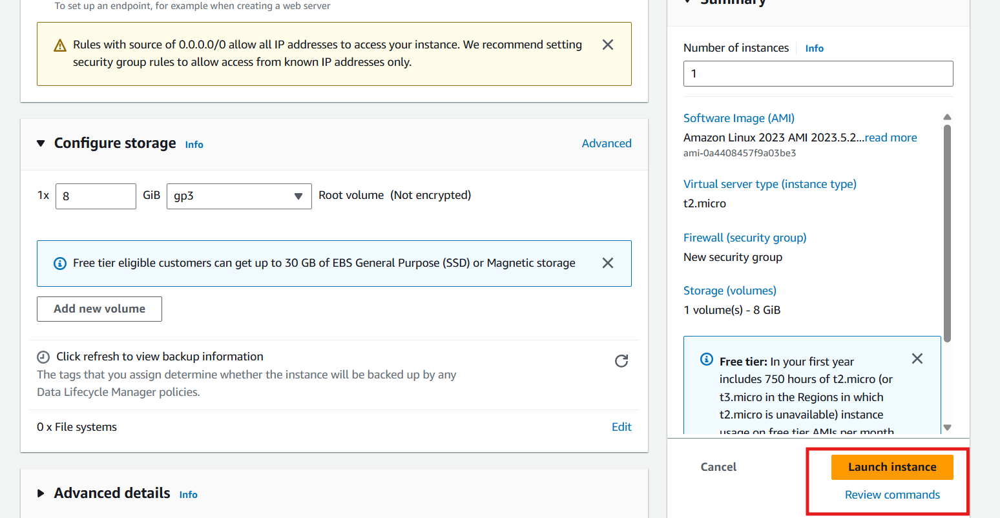 To set up an endpoint, for example when creating a web server
Rules with source of 0.0.0.0/0 allow all IP addresses to access your instance. We recommend setting
security group rules to allow access from known IP addresses only.
Configure storage Info
Advanced
1x 8 GiB gp3 Root volume (Not encrypted)
Free tier eligible customers can get up to 30 GB of EBS General Purpose (SSD) or Magnetic storage
Add new volume
Click refresh to view backup information
The tags that you assign determine whether the instance will be backed up by any
Data Lifecycle Manager policies.
0 x File systems
Edit
Advanced details Info
Summary
Number of instances Info
1
Software Image (AMI)
Amazon Linux 2023 AMI 2023.5.2...read more
ami-0a4408457f9a03be3
Virtual server type (instance type)
t2.micro
Firewall (security group)
New security group
Storage (volumes)
1 volume(s) - 8 GiB
Free tier: In your first year
includes 750 hours of t2.micro (or
t3.micro in the Regions in which
t2.micro is unavailable) instance
usage on free tier AMIs per month
Cancel
Launch instance
Review commands